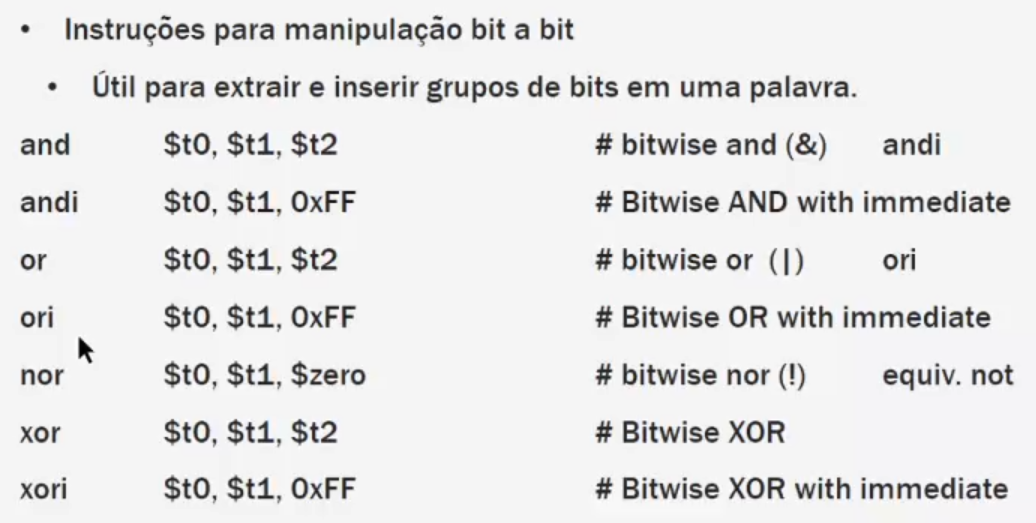 • Instruções para manipulação bit a bit
• Útil para extrair e inserir grupos de bits em uma palavra.
and $t0, $t1, $t2 # bitwise and (&) andi
andi $t0, $t1, 0xFF # Bitwise AND with immediate
or $t0, $t1, $t2 # bitwise or (|) ori
ori $t0, $t1, 0xFF # Bitwise OR with immediate
nor $t0, $t1, $zero # bitwise nor (!) equiv. not
xor $t0, $t1, $t2 # Bitwise XOR
xori $t0, $t1, 0xFF # Bitwise XOR with immediate